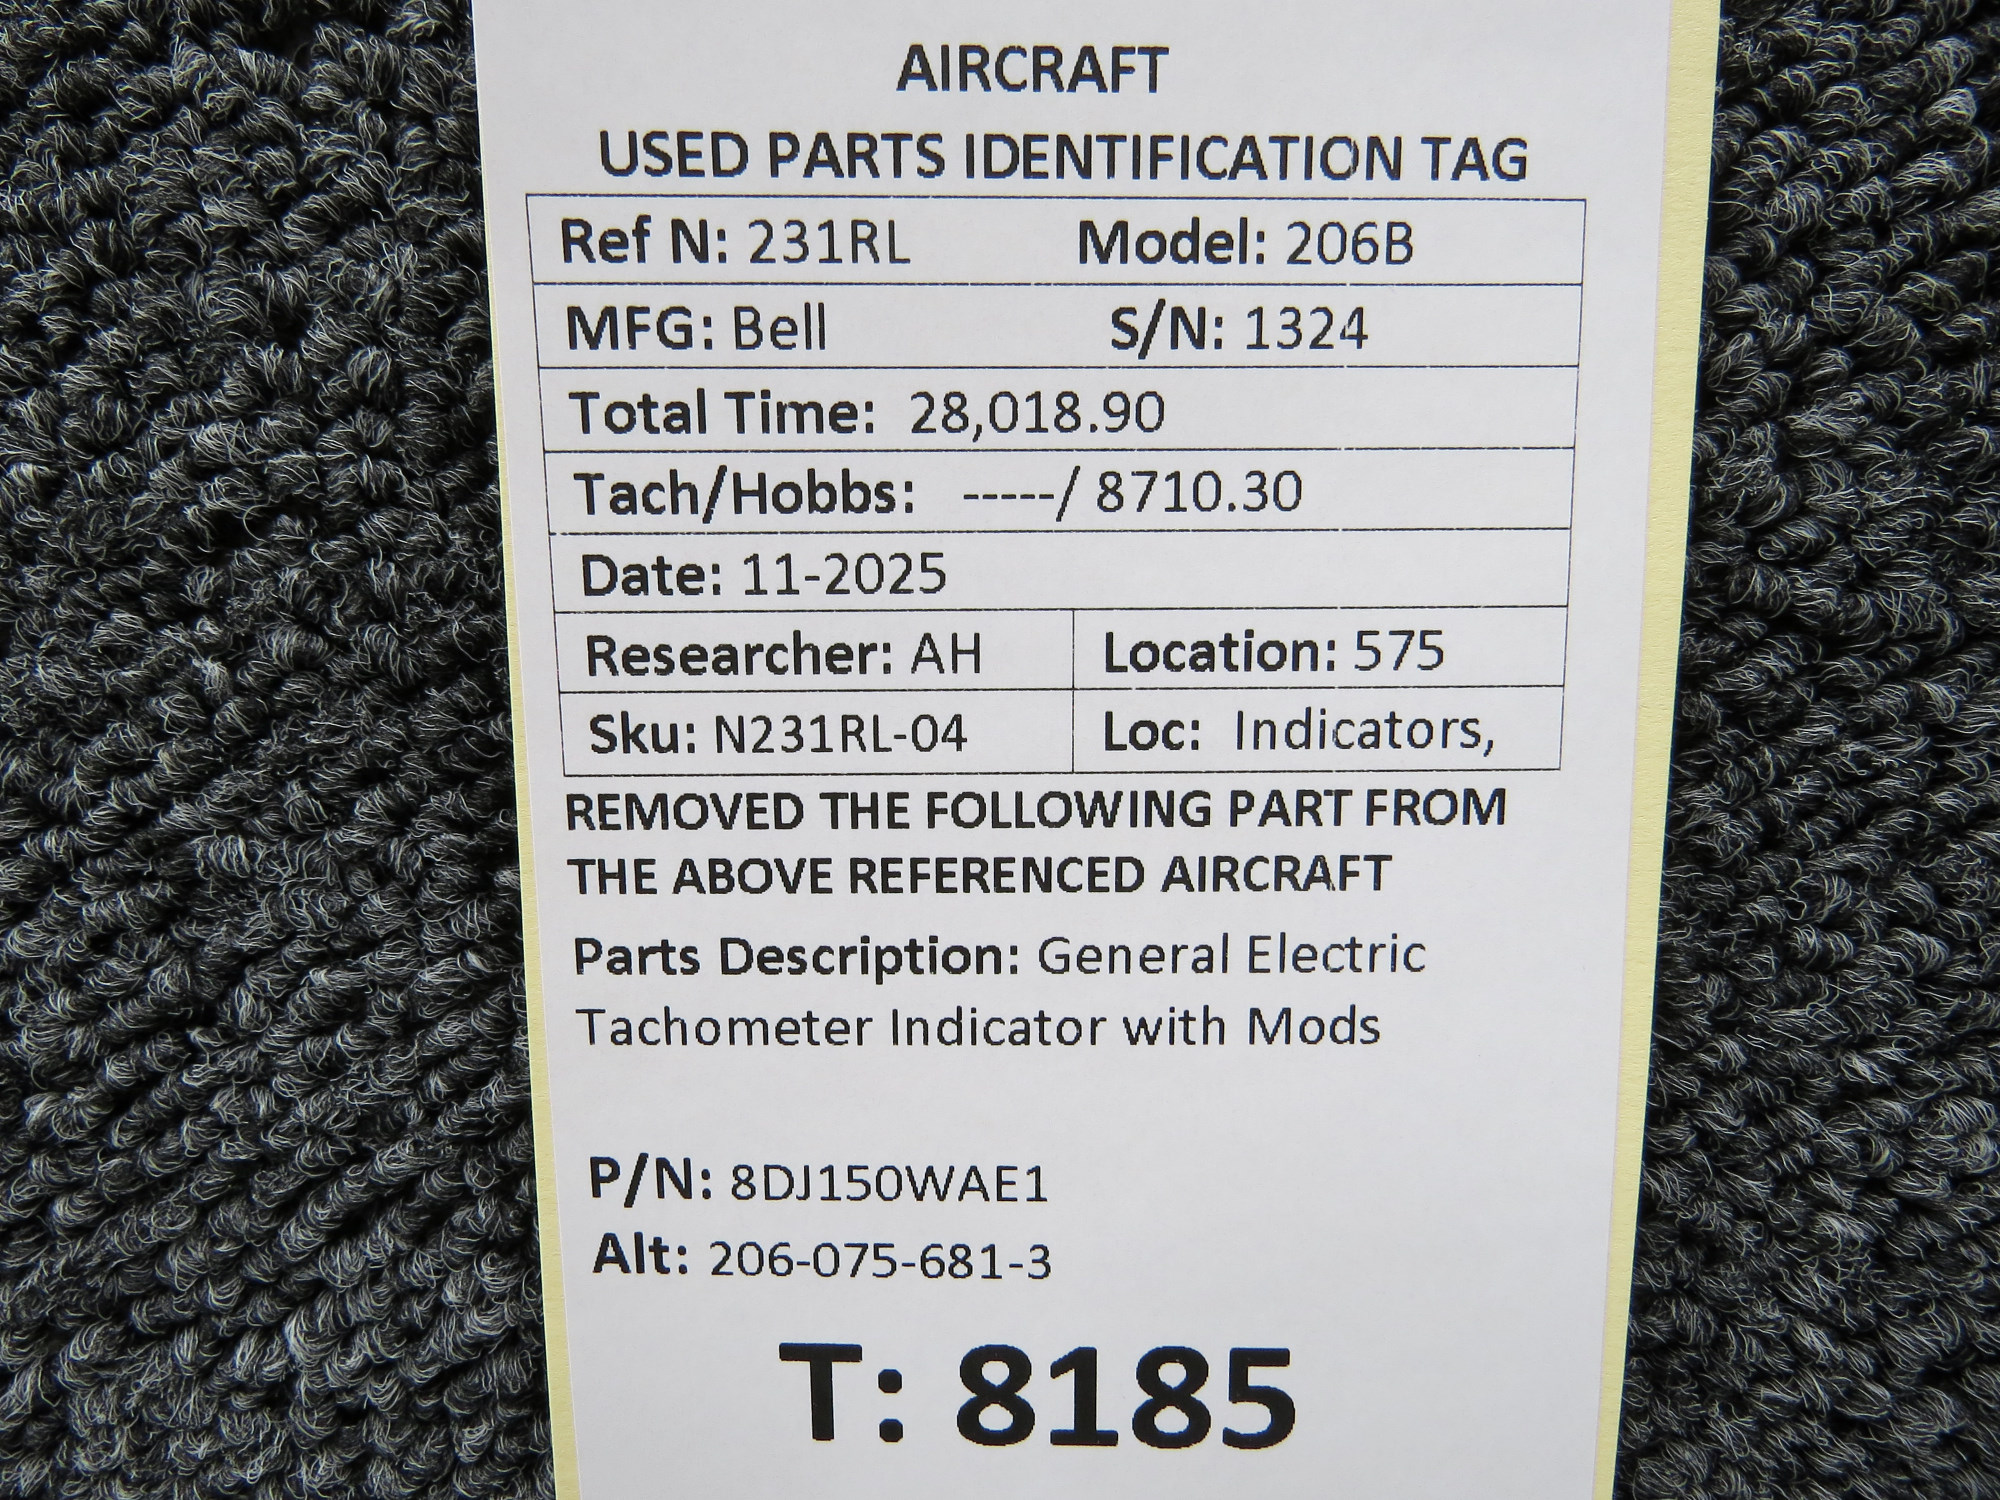 AIRCRAFT
USED PARTS IDENTIFICATION TAG
Ref N: 231RL Model: 206B
MFG: Bell S/N: 1324
Total Time: 28,018.90
Tach/Hobbs: -----/ 8710.30
Date: 11-2025
Researcher: AH Location: 575
Sku: N231RL-04 Loc: Indicators,
REMOVED THE FOLLOWING PART FROM
THE ABOVE REFERENCED AIRCRAFT
Parts Description: General Electric
Tachometer Indicator with Mods
P/N: 8DJ150WAE1
Alt: 206-075-681-3
T: 8185